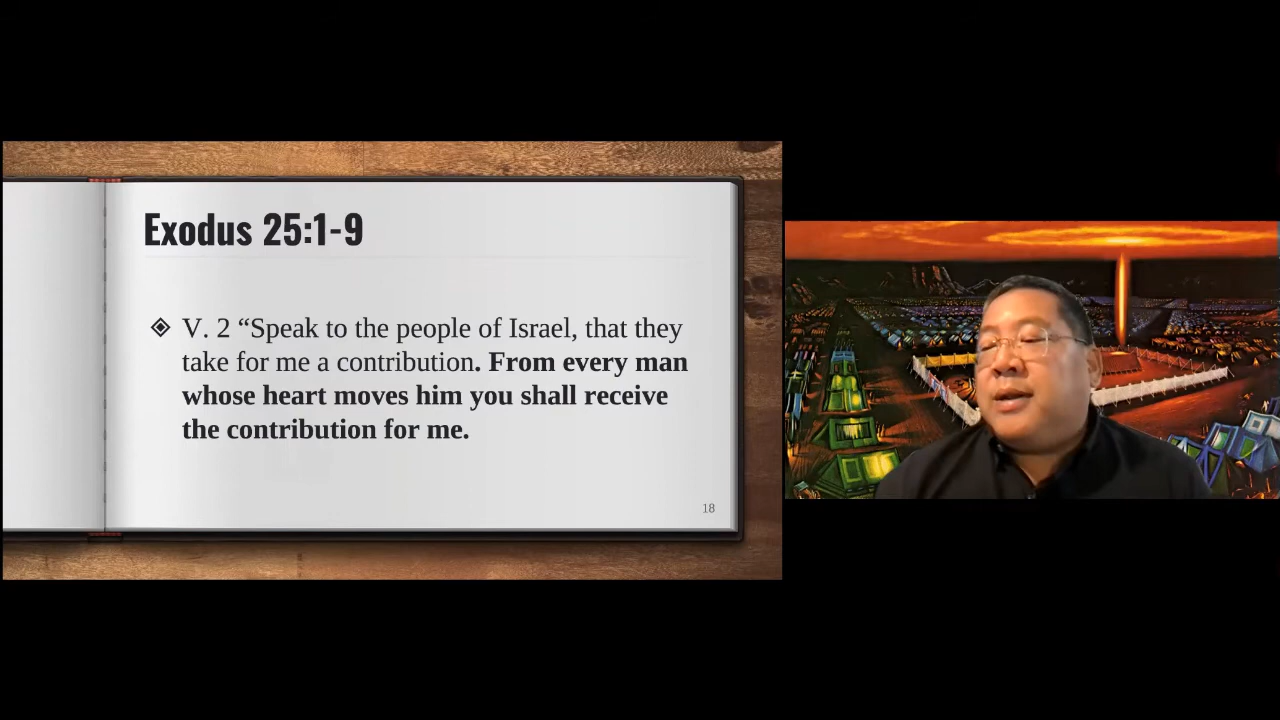 Exodus 25:1-9
V. 2 “Speak to the people of Israel, that they
take for me a contribution. From every man
whose heart moves him you shall receive
the contribution for me.
18